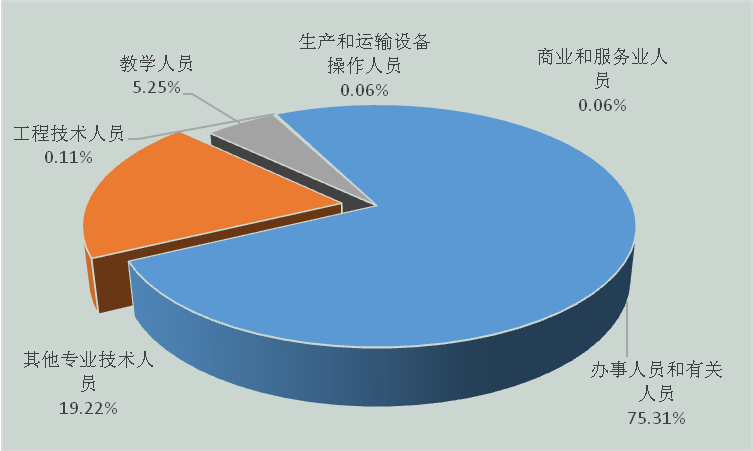 生产和运输设备
操作人员
0.06%
商业和服务业人
员
0.06%
教学人员
5.25%
工程技术人员
0.11%
其他专业技术人
员
19.22%
办事人员和有关
人员
75.31%